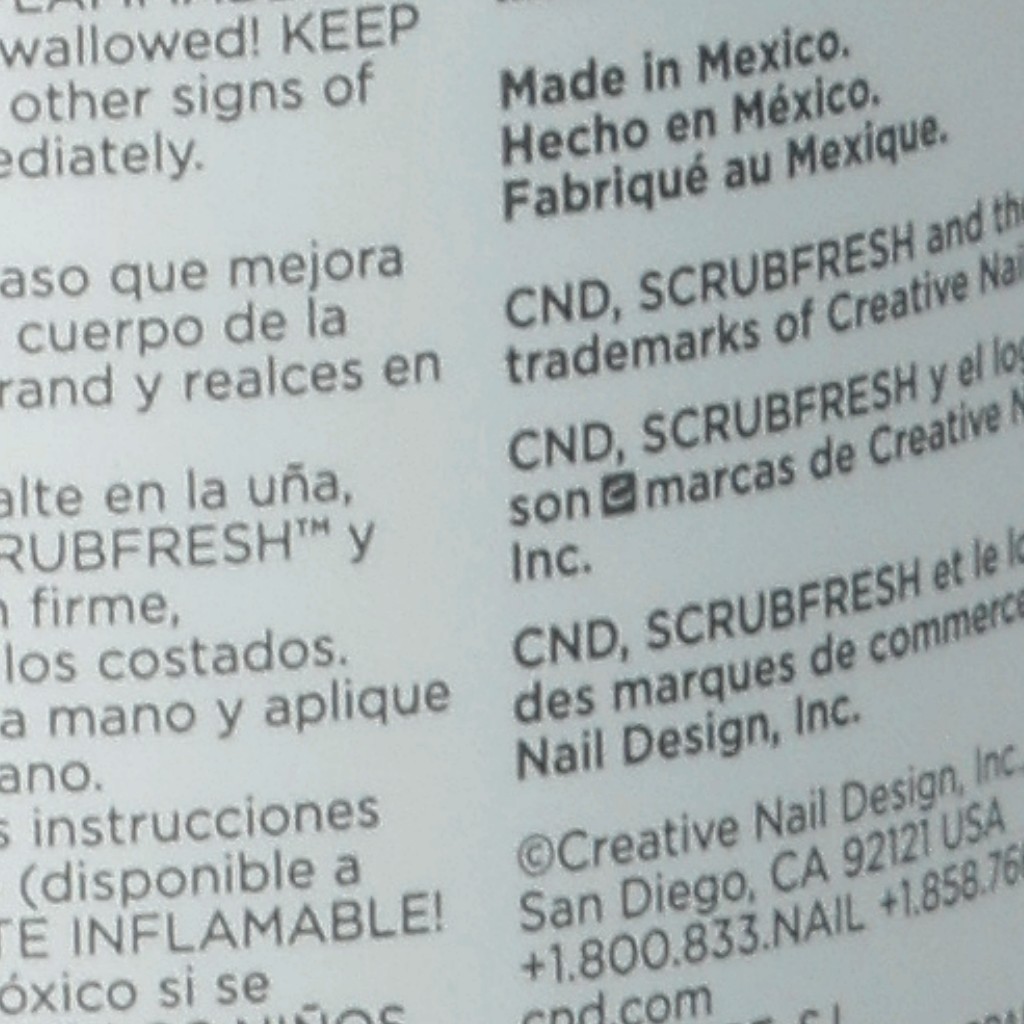 wallowed! KEEP
other signs of
ediately.
aso que mejora
cuerpo de la
rand y realces en
alte en la uña,
RUBFRESH™ y
firme,
los costados.
a mano y aplique
ano.
s instrucciones
(disponible a
TE INFLAMABLE!
óxico si se
Made in Mexico.
Hecho en México.
Fabriqué au Mexique.
CND, SCRUBFRESH and the
trademarks of Creative Nai
CND, SCRUBFRESH y el log
son marcas de Creative N
Inc.
CND, SCRUBFRESH et le lo
des marques de commerce
Nail Design, Inc.
©Creative Nail Design, Inc.
San Diego, CA 92121 USA
+1.800.833.NAIL +1.858.76
cnd.com